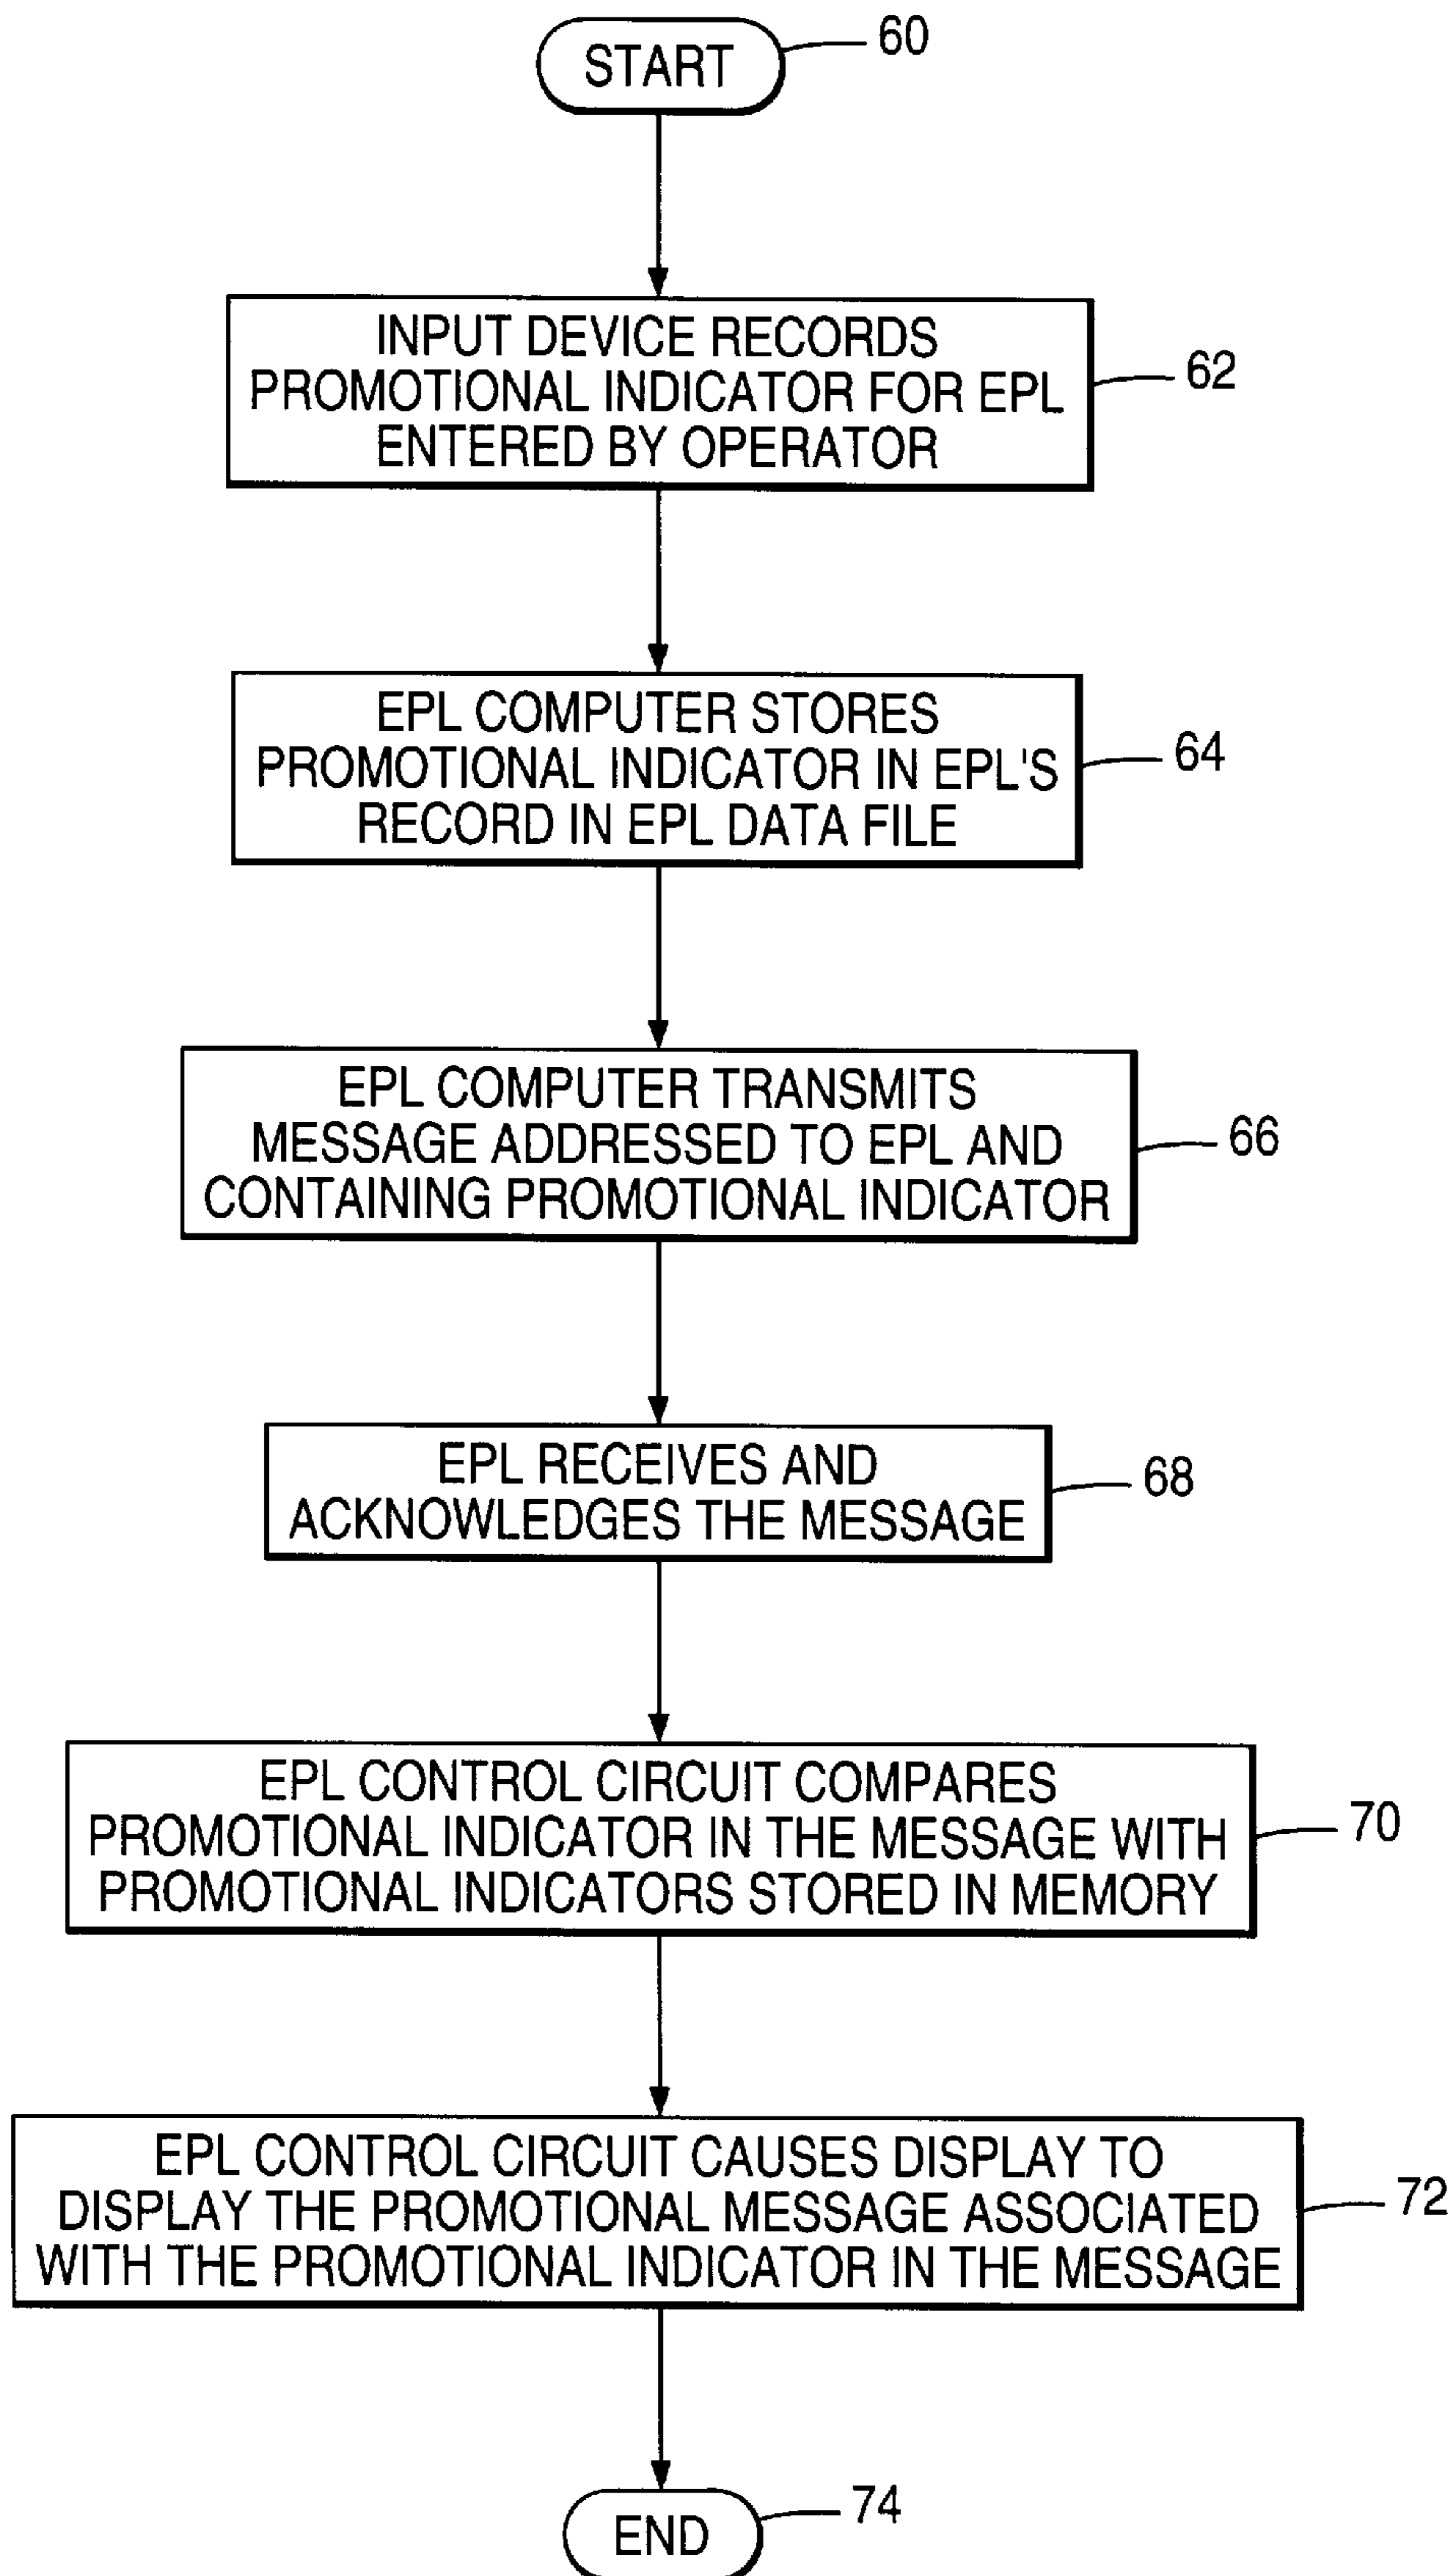 START
60
INPUT DEVICE RECORDS
PROMOTIONAL INDICATOR FOR EPL
ENTERED BY OPERATOR
62
EPL COMPUTER STORES
PROMOTIONAL INDICATOR IN EPL'S
RECORD IN EPL DATA FILE
64
EPL COMPUTER TRANSMITS
MESSAGE ADDRESSED TO EPL AND
CONTAINING PROMOTIONAL INDICATOR
66
EPL RECEIVES AND
ACKNOWLEDGES THE MESSAGE
68
EPL CONTROL CIRCUIT COMPARES
PROMOTIONAL INDICATOR IN THE MESSAGE WITH
PROMOTIONAL INDICATORS STORED IN MEMORY
70
EPL CONTROL CIRCUIT CAUSES DISPLAY TO
DISPLAY THE PROMOTIONAL MESSAGE ASSOCIATED
WITH THE PROMOTIONAL INDICATOR IN THE MESSAGE
72
END
74